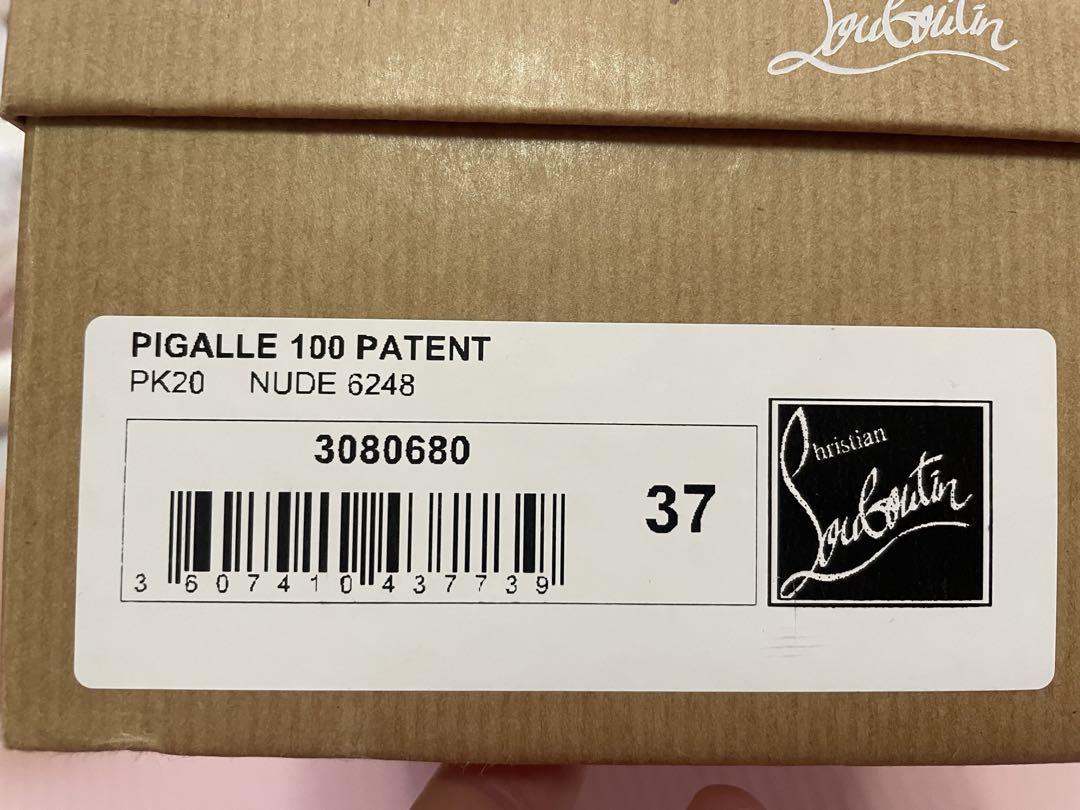 Louboutin
PIGALLE 100 PATENT
PK20 NUDE 6248
3080680
37
3 607410 437739
Christian
Louboutin